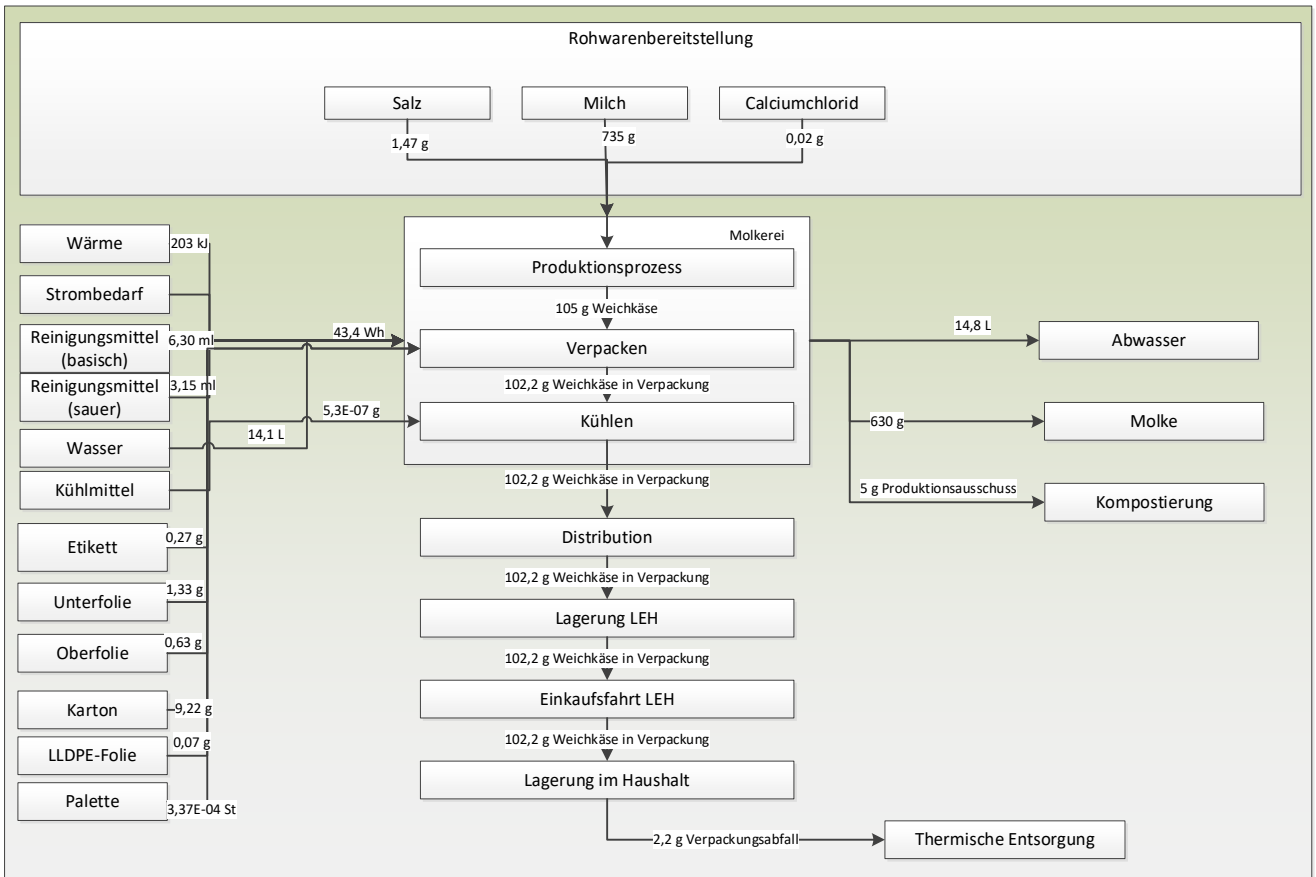 Rohwarenbereitstellung
Salz
Milch
Calciumchlorid
1,47 g
735 g
0,02 g
Molkerei
Wärme
203 kJ
Produktionsprozess
Strombedarf
105 g Weichkäse
Reinigungsmittel
(basisch)
6,30 ml
43,4 Wh
Verpacken
14,8 L
Abwasser
Reinigungsmittel
(sauer)
3,15 ml
102,2 g Weichkäse in Verpackung
5,3E-07 g
Kühlen
630 g
Molke
Wasser
14,1 L
Kühlmittel
102,2 g Weichkäse in Verpackung
5 g Produktionsausschuss
Kompostierung
Etikett
0,27 g
Distribution
102,2 g Weichkäse in Verpackung
Unterfolie
1,33 g
Lagerung LEH
Oberfolie
0,63 g
102,2 g Weichkäse in Verpackung
Karton
9,22 g
Einkaufsfahrt LEH
LLDPE-Folie
0,07 g
102,2 g Weichkäse in Verpackung
Palette
3,37E-04 St
Lagerung im Haushalt
2,2 g Verpackungsabfall
Thermische Entsorgung